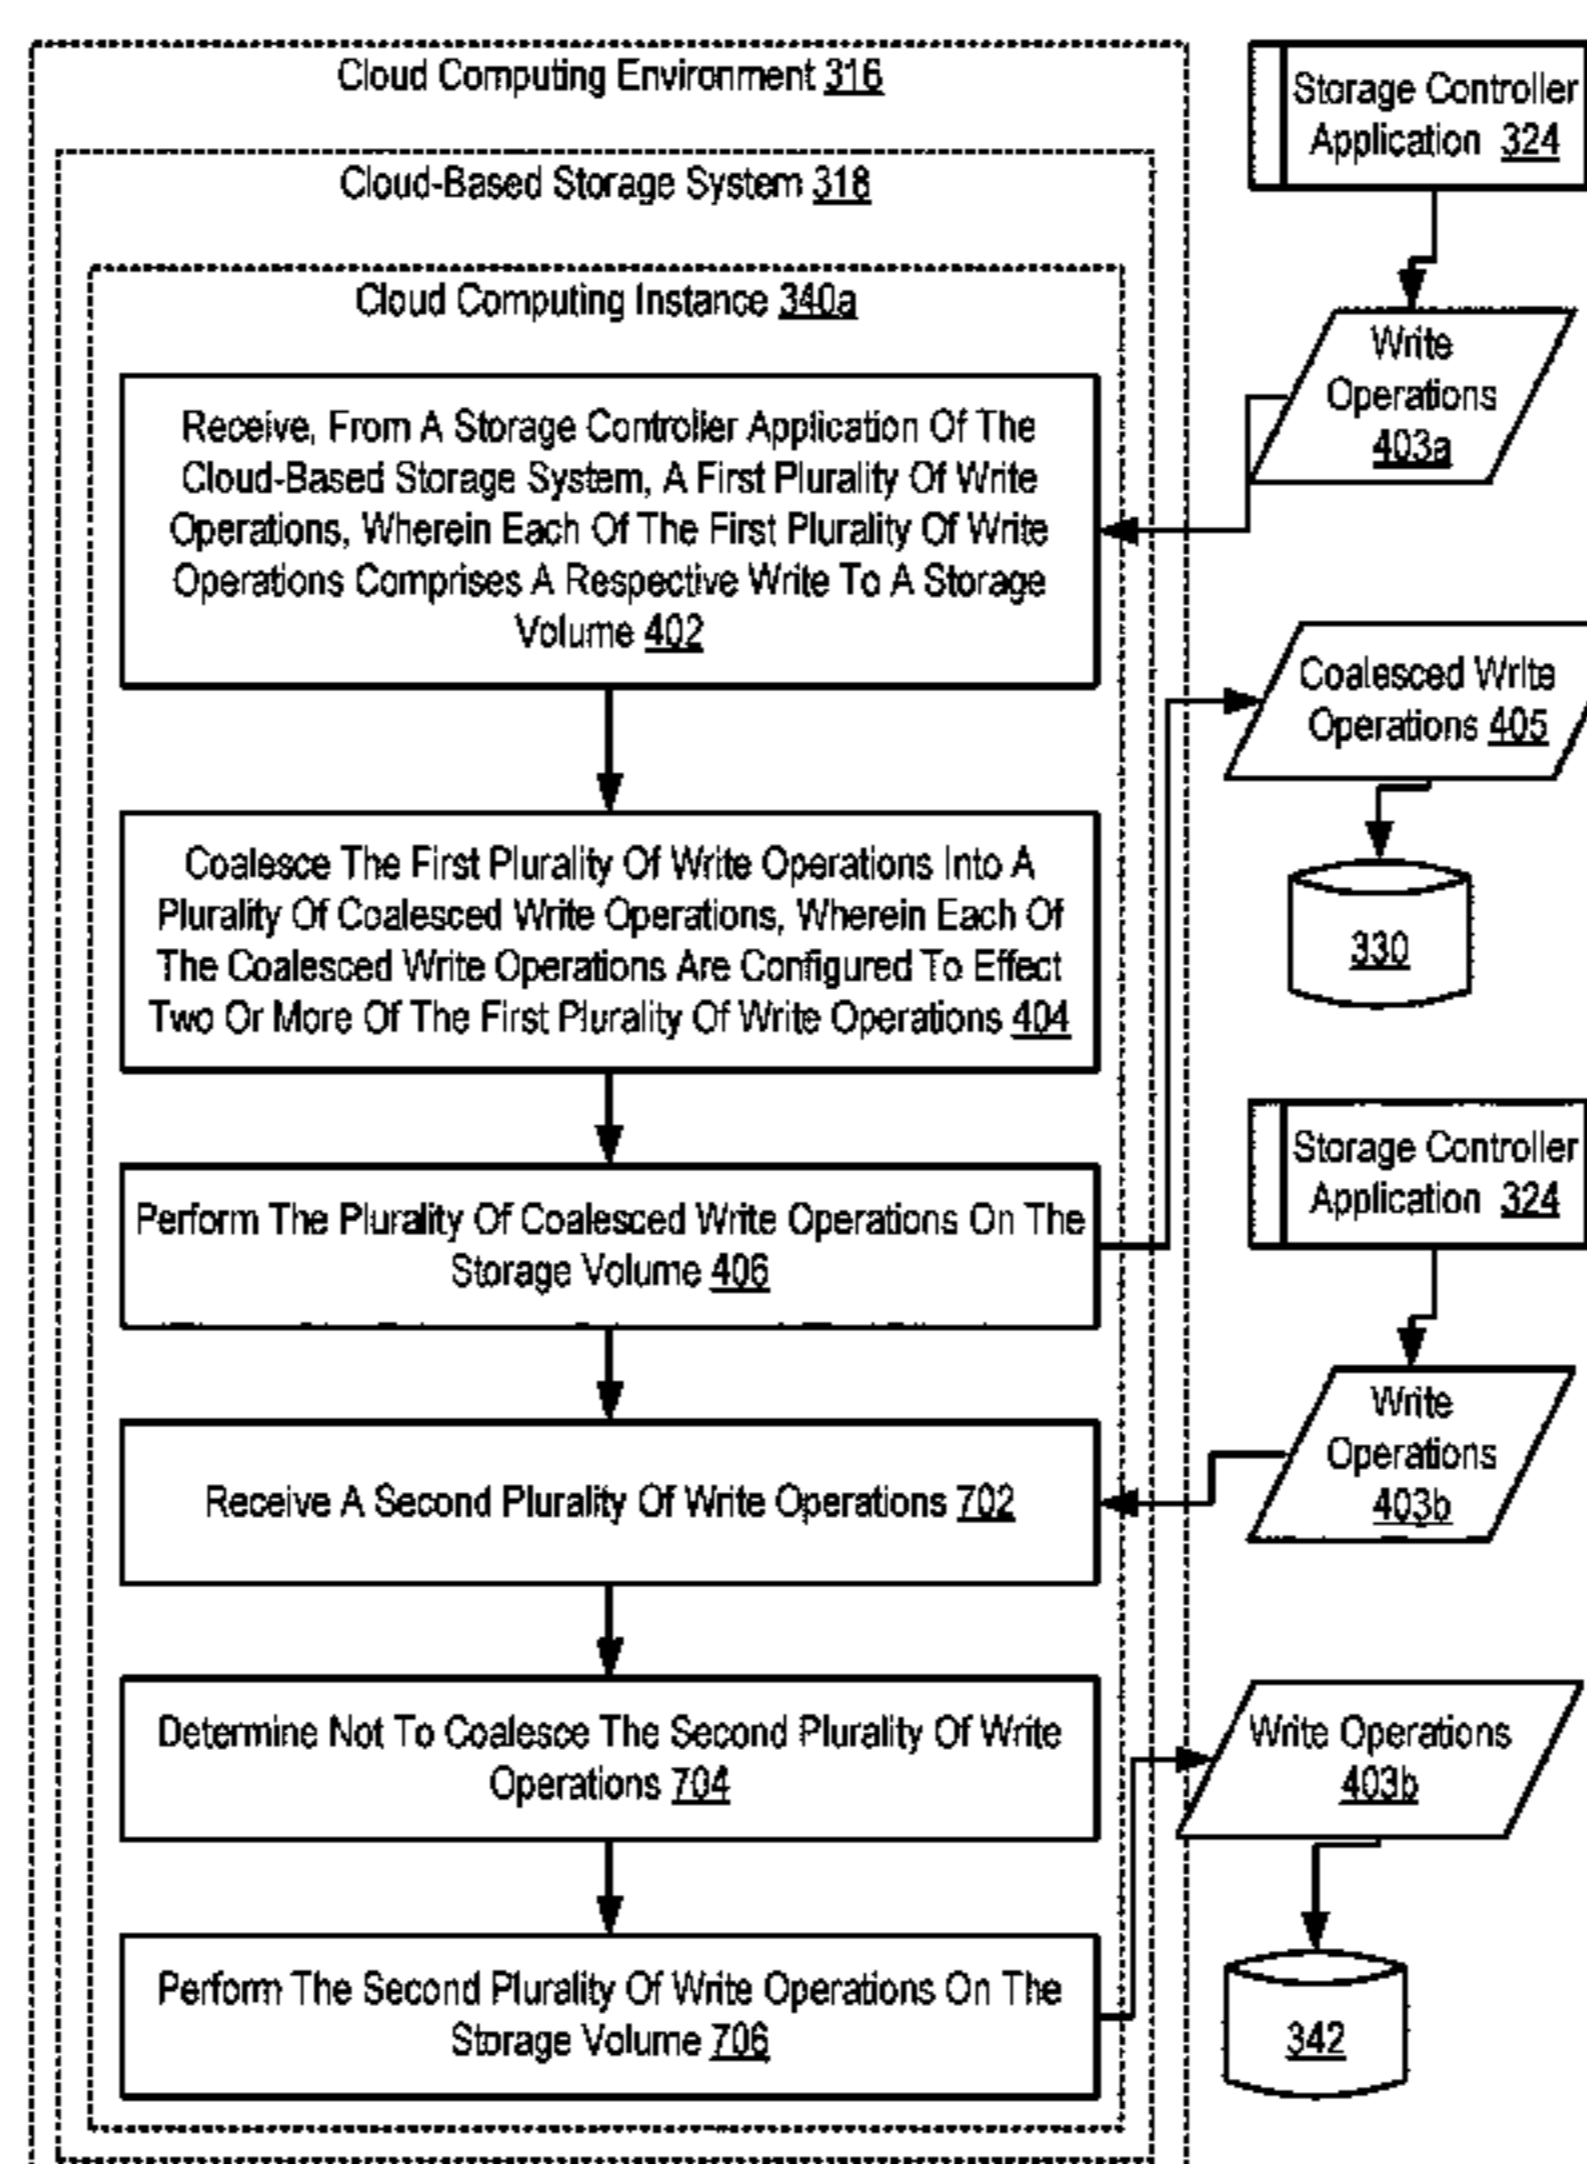 Cloud Computing Environment 316
Cloud-Based Storage System 318
Cloud Computing Instance 340a
Receive, From A Storage Controller Application Of The
Cloud-Based Storage System, A First Plurality Of Write
Operations, Wherein Each Of The First Plurality Of Write
Operations Comprises A Respective Write To A Storage
Volume 402
Coalesce The First Plurality Of Write Operations Into A
Plurality Of Coalesced Write Operations, Wherein Each Of
The Coalesced Write Operations Are Configured To Effect
Two Or More Of The First Plurality Of Write Operations 404
Perform The Plurality Of Coalesced Write Operations On The
Storage Volume 406
Receive A Second Plurality Of Write Operations 702
Determine Not To Coalesce The Second Plurality Of Write
Operations 704
Perform The Second Plurality Of Write Operations On The
Storage Volume 706
Storage Controller
Application 324
Write
Operations
403a
Coalesced Write
Operations 405
330
Storage Controller
Application 324
Write
Operations
403b
Write Operations
403b
342